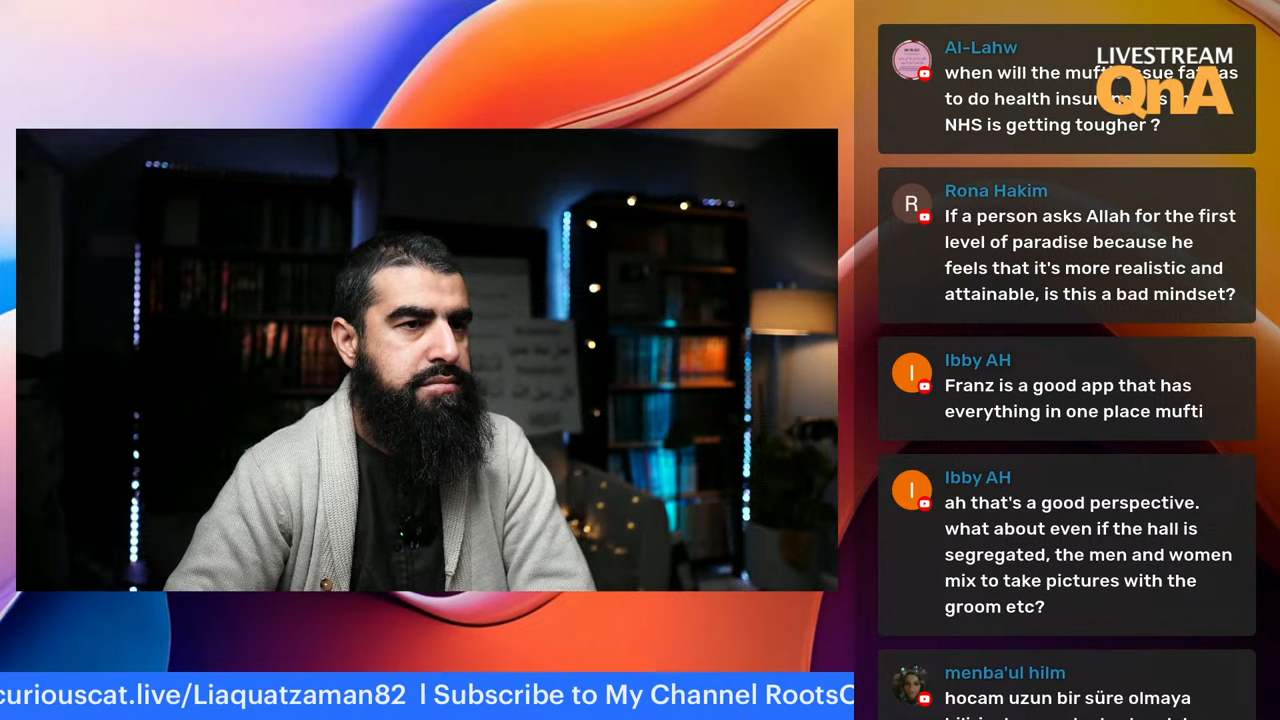 Al-Lahw
when will the
to do health
NHS is getting tougher ?
LIVESTREAM
QnA
R
Rona Hakim
If a person asks Allah for the first
level of paradise because he
feels that it's more realistic and
attainable, is this a bad mindset?
I
Ibby AH
Franz is a good app that has
everything in one place mufti
I
Ibby AH
ah that's a good perspective.
what about even if the hall is
segregated, the men and women
mix to take pictures with the
groom etc?
menba'ul hilm
hocam uzun bir süre olmaya
curiouscat.live/Liaquatzaman82 | Subscribe to My Channel